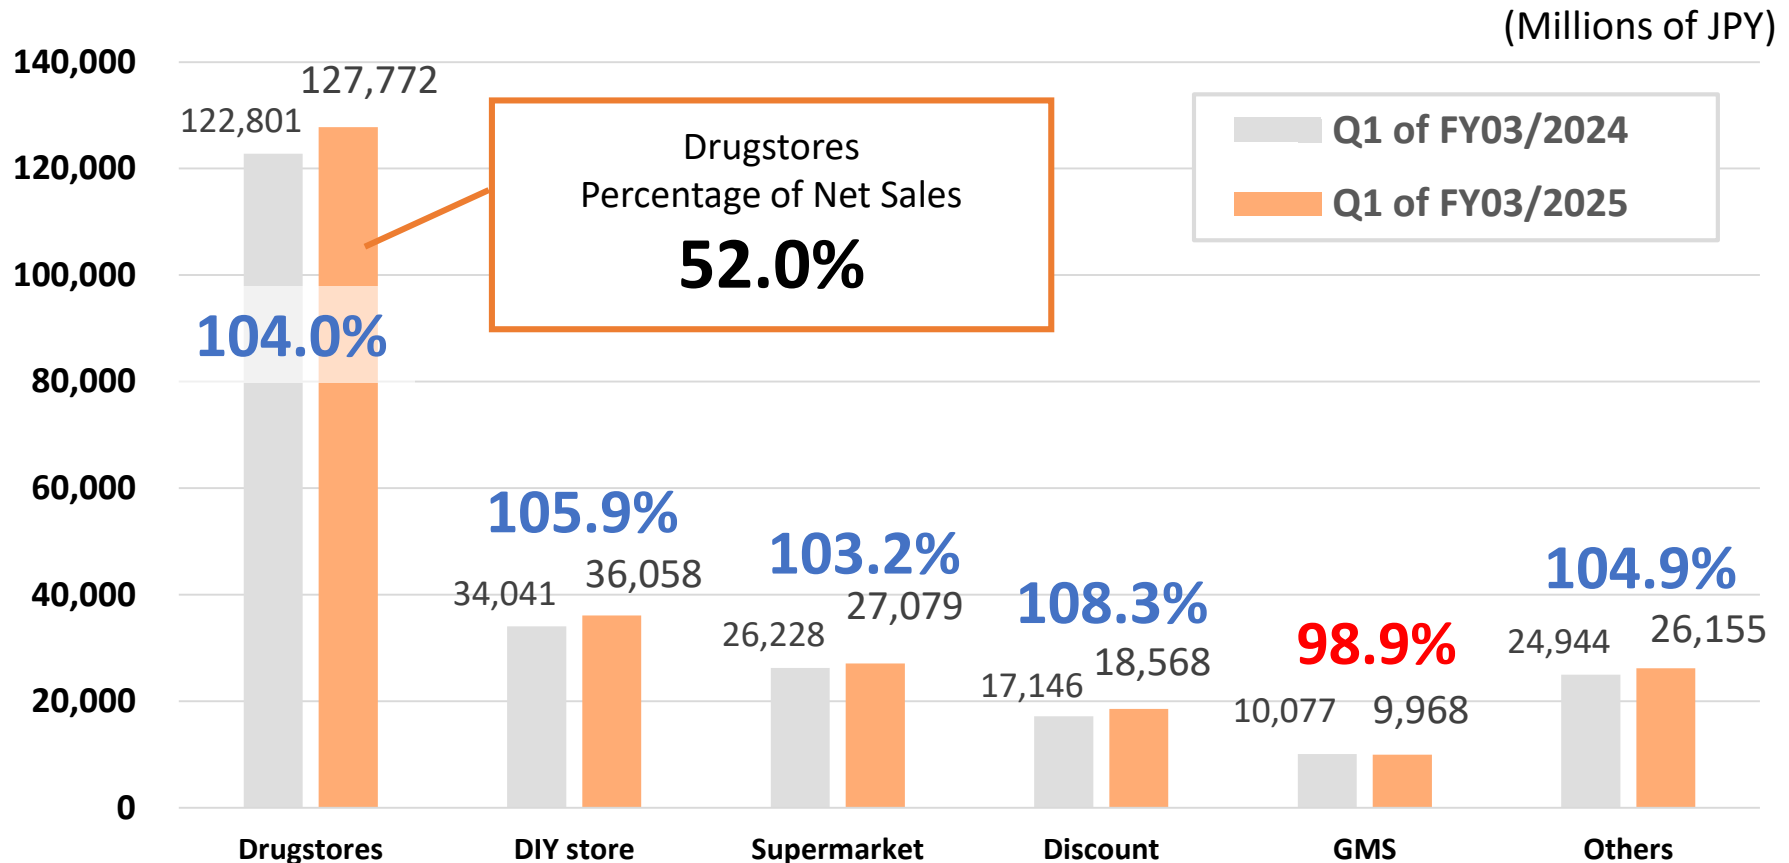 (Millions of JPY)
140,000
120,000
100,000
80,000
60,000
40,000
20,000
0
122,801
127,772
104.0%
Drugstores
Percentage of Net Sales
52.0%
Q1 of FY03/2024
Q1 of FY03/2025
105.9%
34,041
36,058
103.2%
26,228
27,079
108.3%
17,146
18,568
98.9%
10,077
9,968
104.9%
24,944
26,155
Drugstores
DIY store
Supermarket
Discount
GMS
Others